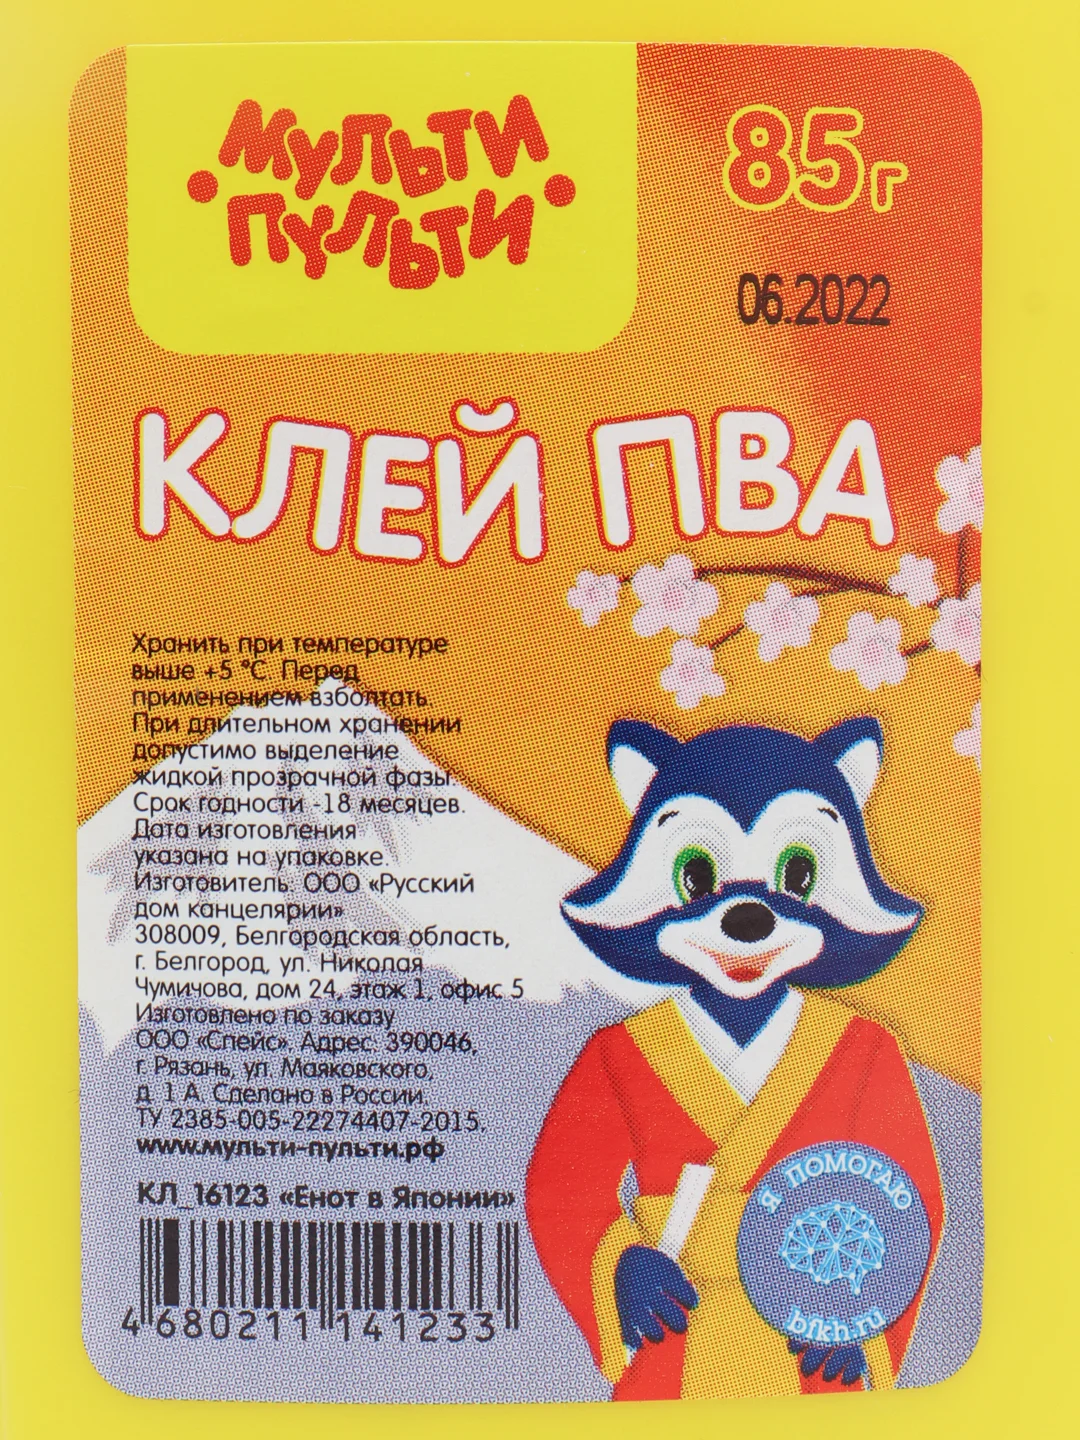 Мульти
Пульти
85г
06.2022
КЛЕЙ ПВА
Хранить при температуре
выше +5 °С. Перед
применением взболтать.
При длительном хранении
допустимо выделение
жидкой прозрачной фазы.
Срок годности -18 месяцев.
Дата изготовления
указана на упаковке.
Изготовитель: ООО «Русский
дом канцелярии»
308009, Белгородская область,
г. Белгород, ул. Николая
Чумичова, дом 24, этаж 1, офис 5
Изготовлено по заказу
ООО «Спейс». Адрес: 390046,
г. Рязань, ул. Маяковского,
д. 1 А. Сделано в России.
ТУ 2385-005-22274407-2015.
www.мульти-пульти.рф
КЛ_16123 «Енот в Японии»
4 680211 141233
Я ПОМОГАЮ
bfkh.ru